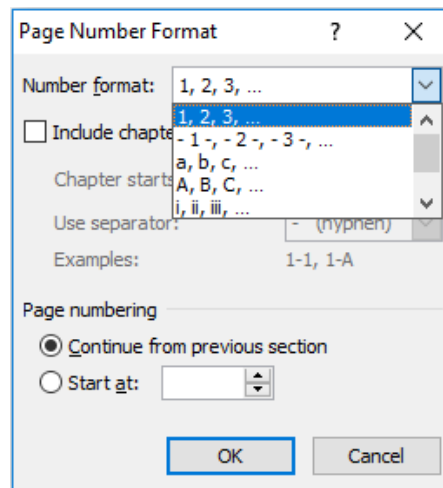 Page Number Format ? X
Number format: 1, 2, 3, ...
1, 2, 3, ...
Include chapte
- 1 -, - 2 -, - 3 -, ...
a, b, c, ...
Chapter starts
A, B, C, ...
i, ii, iii, ...
Use separator: - (hyphen)
Examples: 1-1, 1-A
Page numbering
Continue from previous section
Start at:
OK Cancel